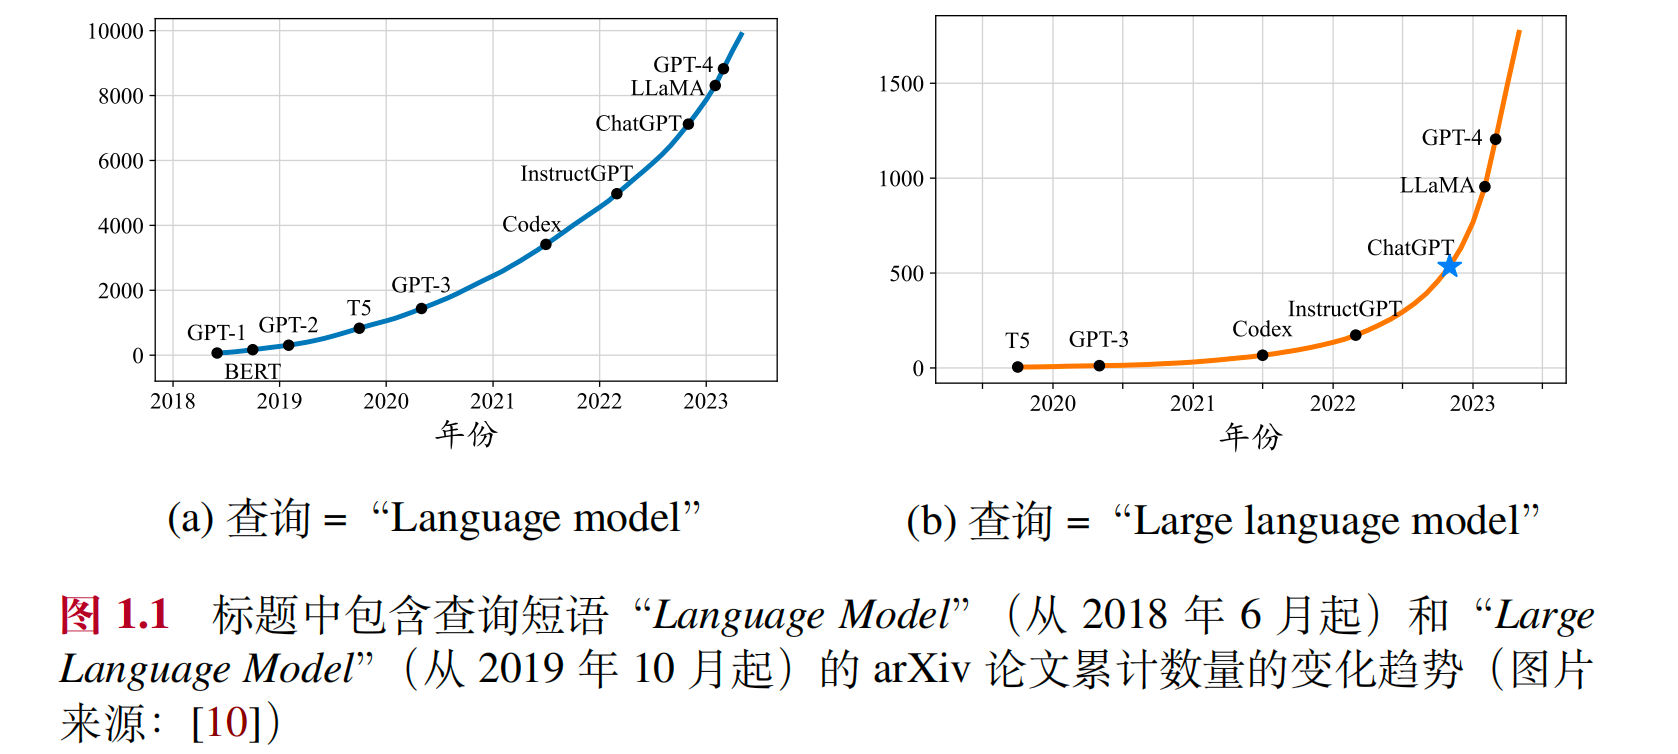 10000
8000
6000
4000
2000
0
GPT-4
LLaMA
ChatGPT
InstructGPT
Codex
GPT-3
T5
GPT-2
GPT-1
BERT
2018 2019 2020 2021 2022 2023
年份
(a) 查询 = “Language model”
1500
1000
500
0
GPT-4
LLaMA
ChatGPT
InstructGPT
Codex
GPT-3
T5
2020 2021 2022 2023
年份
(b) 查询 = “Large language model”
图 1.1 标题中包含查询短语“Language Model”（从 2018 年 6 月起）和“Large
Language Model”（从 2019 年 10 月起）的 arXiv 论文累计数量的变化趋势（图片
来源：[10]）